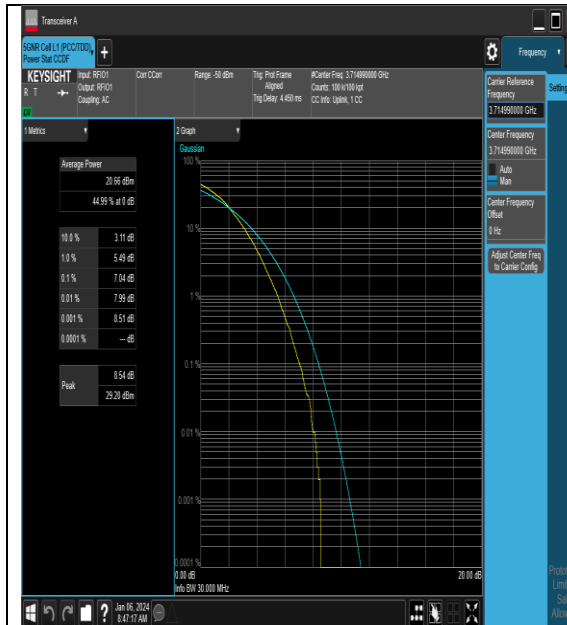 Transceiver A
5GNR Cell L1 (PCC/TDD),
Power Stat CCDF
+
Frequency
KEYSIGHT
R T
Input: RFIO1
Output: RFIO1
Coupling: AC
Corr CCorr
Range: -50 dBm
Trig: Prot Frame
Aligned
Trig Delay: 4.450 ms
#Center Freq: 3.714990000 GHz
Counts: 100 k/100 kpt
CC Info: Uplink, 1 CC
Carrier Reference
Frequency
3.714990000 GHz
Setting
Center Frequency
3.714990000 GHz
Auto
Man
Center Frequency
Offset
0 Hz
Adjust Center Freq
to Carrier Config
1 Metrics
Average Power
20.66 dBm
44.99 % at 0 dB
10.0 % 3.11 dB
1.0 % 5.49 dB
0.1 % 7.04 dB
0.01 % 7.99 dB
0.001 % 8.51 dB
0.0001 % --- dB
Peak
8.54 dB
29.20 dBm
2 Graph
Gaussian
100 %
10 %
1 %
0.1 %
0.01 %
0.001 %
0.0001 %
0.00 dB 20.00 dB
Info BW 30.000 MHz
Jan 06, 2024
8:47:17 AM
?